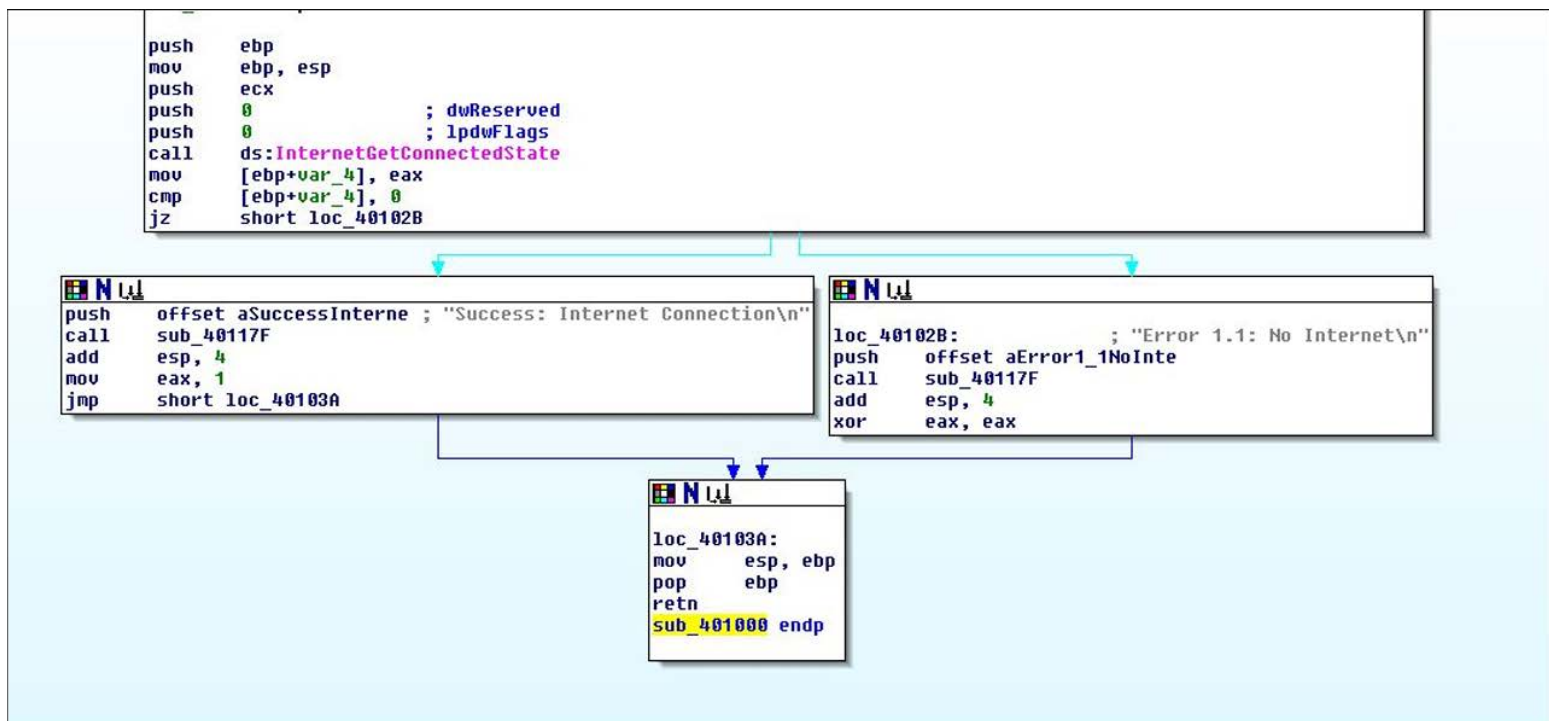 push ebp
mov ebp, esp
push ecx
push 0 ; dwReserved
push 0 ; lpdwFlags
call ds:InternetGetConnectedState
mov [ebp+var_4], eax
cmp [ebp+var_4], 0
jz short loc_40102B
push offset aSuccessInterne ; "Success: Internet Connection\n"
call sub_40117F
add esp, 4
mov eax, 1
jmp short loc_40103A
loc_40102B: ; "Error 1.1: No Internet\n"
push offset aError1_1NoInte
call sub_40117F
add esp, 4
xor eax, eax
loc_40103A:
mov esp, ebp
pop ebp
retn
sub_401000 endp